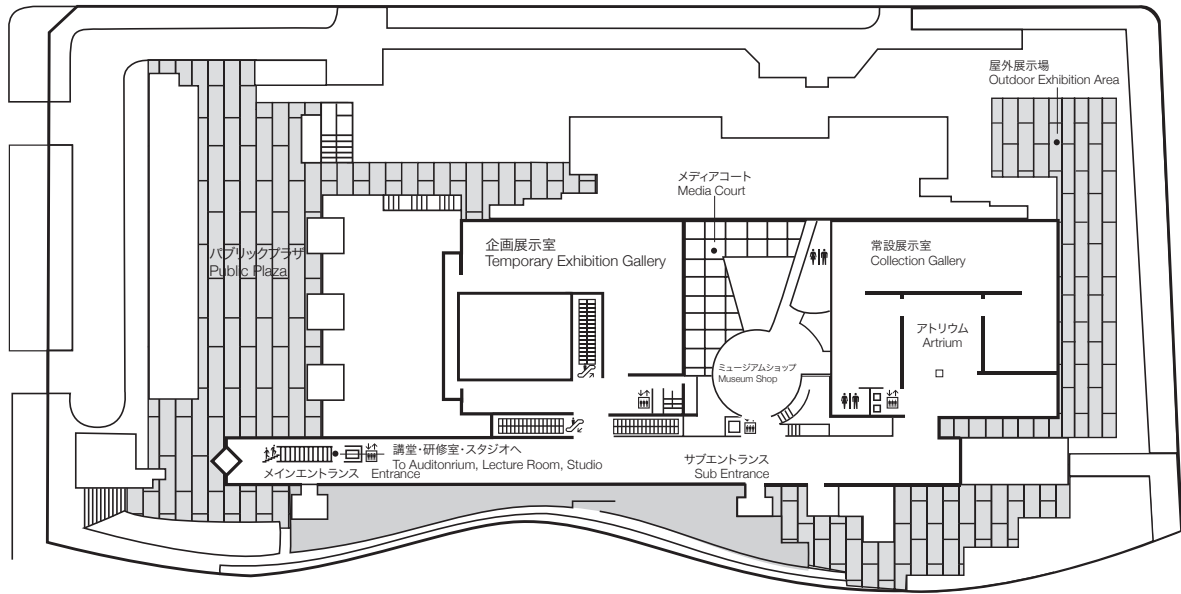 屋外展示場
Outdoor Exhibition Area
メディアコート
Media Court
パブリックプラザ
Public Plaza
企画展示室
Temporary Exhibition Gallery
常設展示室
Collection Gallery
アトリウム
Artrium
ミュージアムショップ
Museum Shop
講堂・研修室・スタジオへ
To Auditonrium, Lecture Room, Studio
メインエントランス Entrance
サブエントランス
Sub Entrance